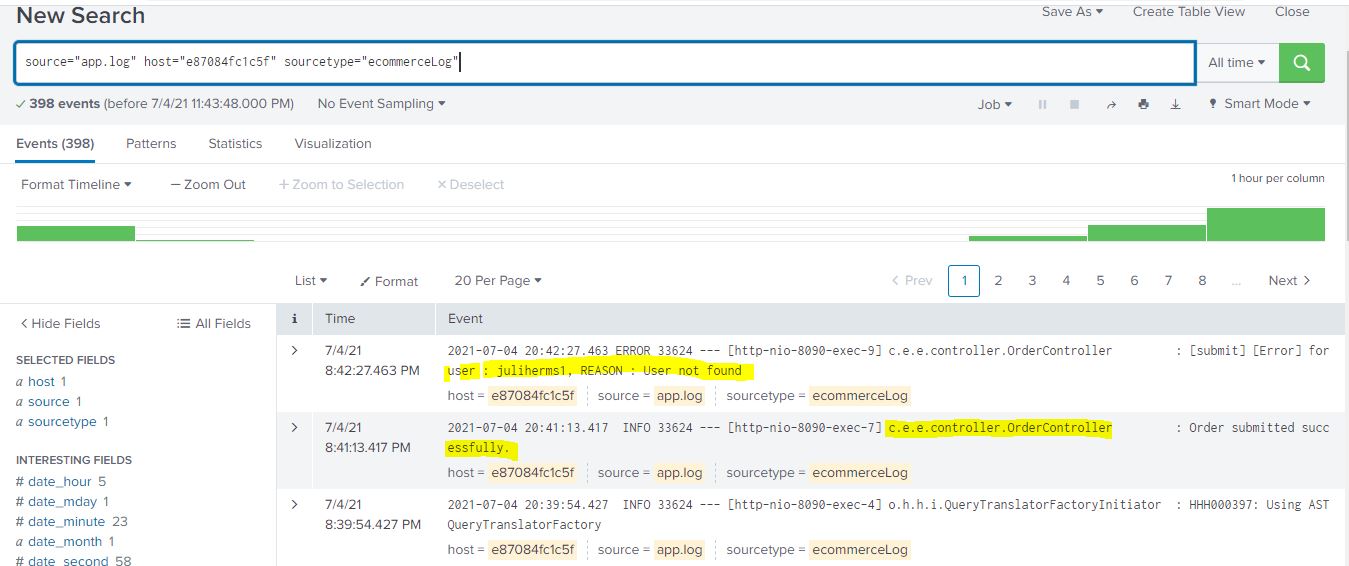 New Search
Save As ▾ Create Table View Close
source="app.log" host="e87084fc1c5f" sourcetype="ecommerceLog"
All time ▾
✓ 398 events (before 7/4/21 11:43:48.000 PM) No Event Sampling ▾
Job ▾ Smart Mode ▾
Events (398) Patterns Statistics Visualization
Format Timeline ▾ — Zoom Out + Zoom to Selection × Deselect
1 hour per column
List ▾ Format 20 Per Page ▾
< Prev 1 2 3 4 5 6 7 8 ... Next >
< Hide Fields All Fields
i Time Event
SELECTED FIELDS
a host 1
a source 1
a sourcetype 1
INTERESTING FIELDS
# date_hour 5
# date_mday 1
# date_minute 23
a date_month 1
# date_second 58
> 7/4/21
8:42:27.463 PM
2021-07-04 20:42:27.463 ERROR 33624 --- [http-nio-8090-exec-9] c.e.e.controller.OrderController : [submit] [Error] for
user : juliherms1, REASON : User not found
host = e87084fc1c5f source = app.log sourcetype = ecommerceLog
> 7/4/21
8:41:13.417 PM
2021-07-04 20:41:13.417 INFO 33624 --- [http-nio-8090-exec-7] c.e.e.controller.OrderController : Order submitted succ
essfully.
host = e87084fc1c5f source = app.log sourcetype = ecommerceLog
> 7/4/21
8:39:54.427 PM
2021-07-04 20:39:54.427 INFO 33624 --- [http-nio-8090-exec-4] o.h.h.i.QueryTranslatorFactoryInitiator : HHH000397: Using AST
QueryTranslatorFactory
host = e87084fc1c5f source = app.log sourcetype = ecommerceLog